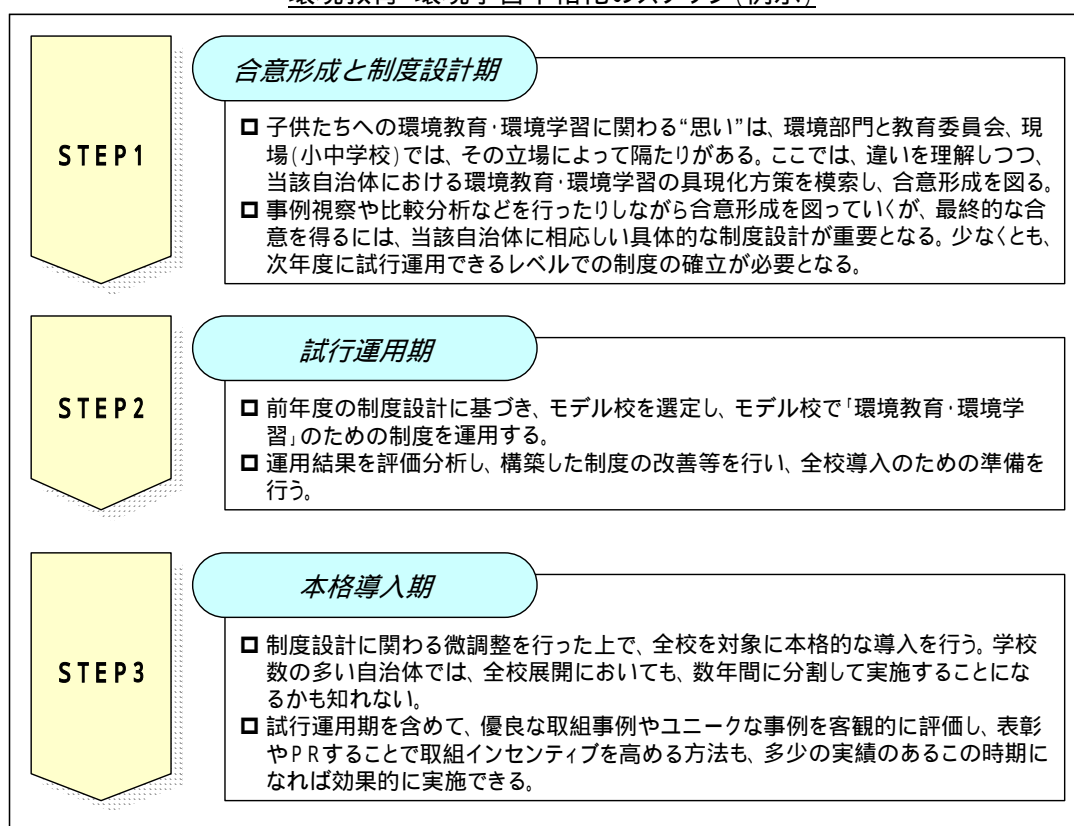 合意形成と制度設計期
STEP1
子供たちへの環境教育・環境学習に関わる“思い”は、環境部門と教育委員会、現
場(小中学校)では、その立場によって隔たりがある。ここでは、違いを理解しつつ、
当該自治体における環境教育・環境学習の具現化方策を模索し、合意形成を図る。
事例視察や比較分析などを行ったりしながら合意形成を図っていくが、最終的な合
意を得るには、当該自治体に相応しい具体的な制度設計が重要となる。少なくとも、
次年度に試行運用できるレベルでの制度の確立が必要となる。
試行運用期
STEP2
前年度の制度設計に基づき、モデル校を選定し、モデル校で「環境教育・環境学
習」のための制度を運用する。
運用結果を評価分析し、構築した制度の改善等を行い、全校導入のための準備を
行う。
本格導入期
STEP3
制度設計に関わる微調整を行った上で、全校を対象に本格的な導入を行う。学校
数の多い自治体では、全校展開においても、数年間に分割して実施することにな
るかも知れない。
試行運用期を含めて、優良な取組事例やユニークな事例を客観的に評価し、表彰
やPRすることで取組インセンティブを高める方法も、多少の実績のあるこの時期に
なれば効果的に実施できる。